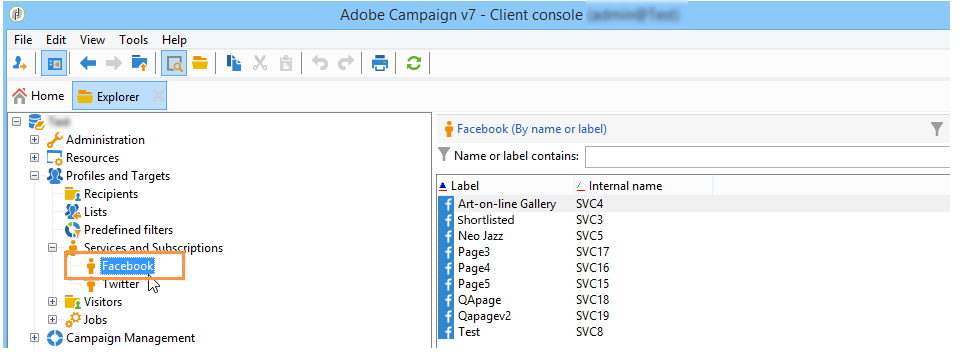 Adobe Campaign v7 - Client console
File Edit View Tools Help
Home Explorer
Administration
Resources
Profiles and Targets
Recipients
Lists
Predefined filters
Services and Subscriptions
Facebook
Twitter
Visitors
Jobs
Campaign Management
Facebook (By name or label)
Name or label contains:
Label Internal name
Art-on-line Gallery SVC4
Shortlisted SVC3
Neo Jazz SVC5
Page3 SVC17
Page4 SVC16
Page5 SVC15
QApage SVC18
Qapagev2 SVC19
Test SVC8